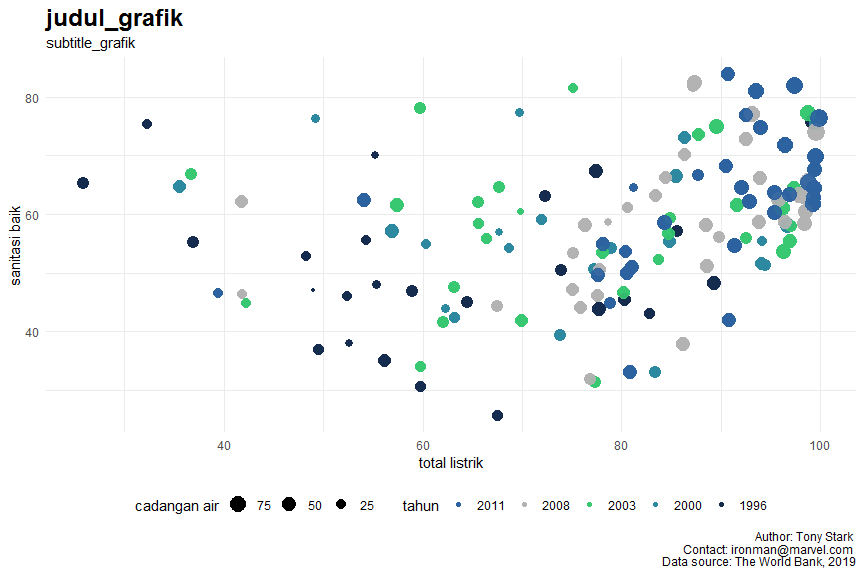 judul_grafik
subtitle_grafik
80
60
40
sanitasi baik
40 60 80 100
total listrik
cadangan air 75 50 25 tahun 2011 2008 2003 2000 1996
Author: Tony Stark
Contact: ironman@marvel.com
Data source: The World Bank, 2019